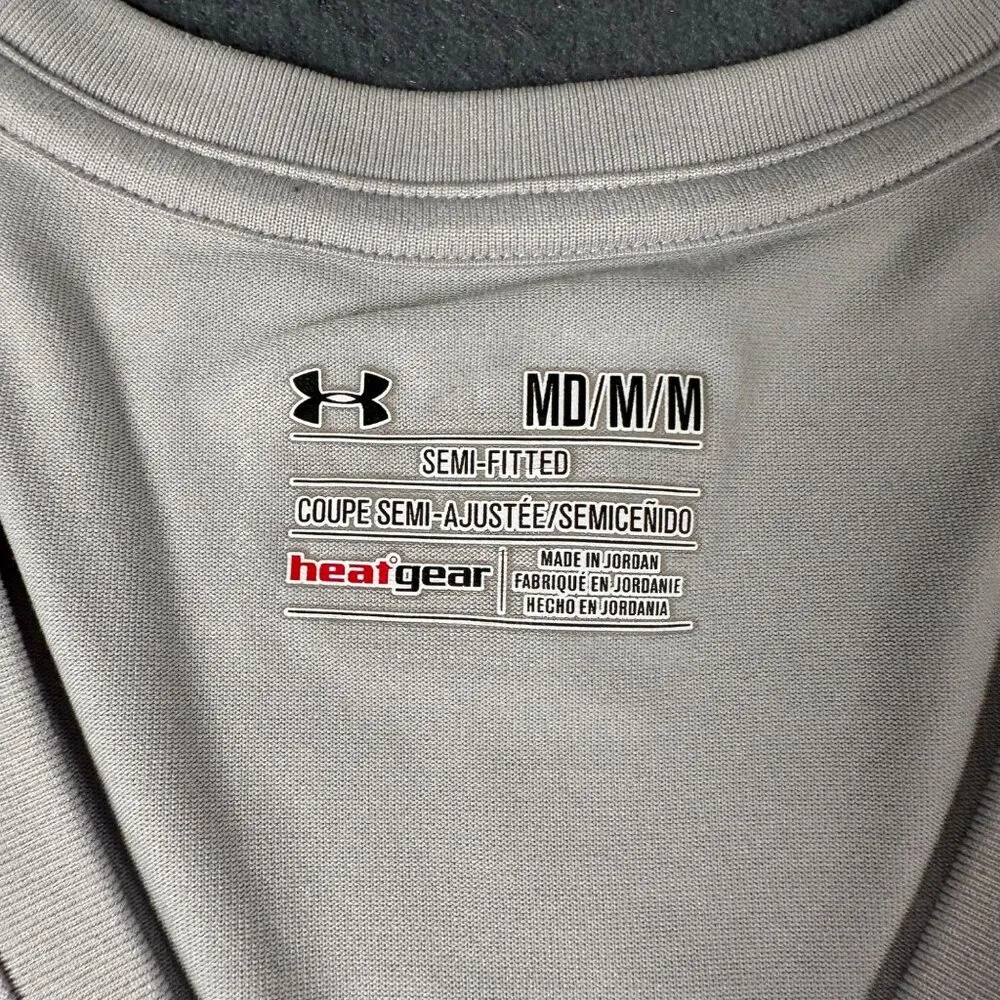 MD/M/M
SEMI-FITTED
COUPE SEMI-AJUSTÉE/SEMICEÑIDO
heatgear
MADE IN JORDAN
FABRIQUÉ EN JORDANIE
HECHO EN JORDANIA